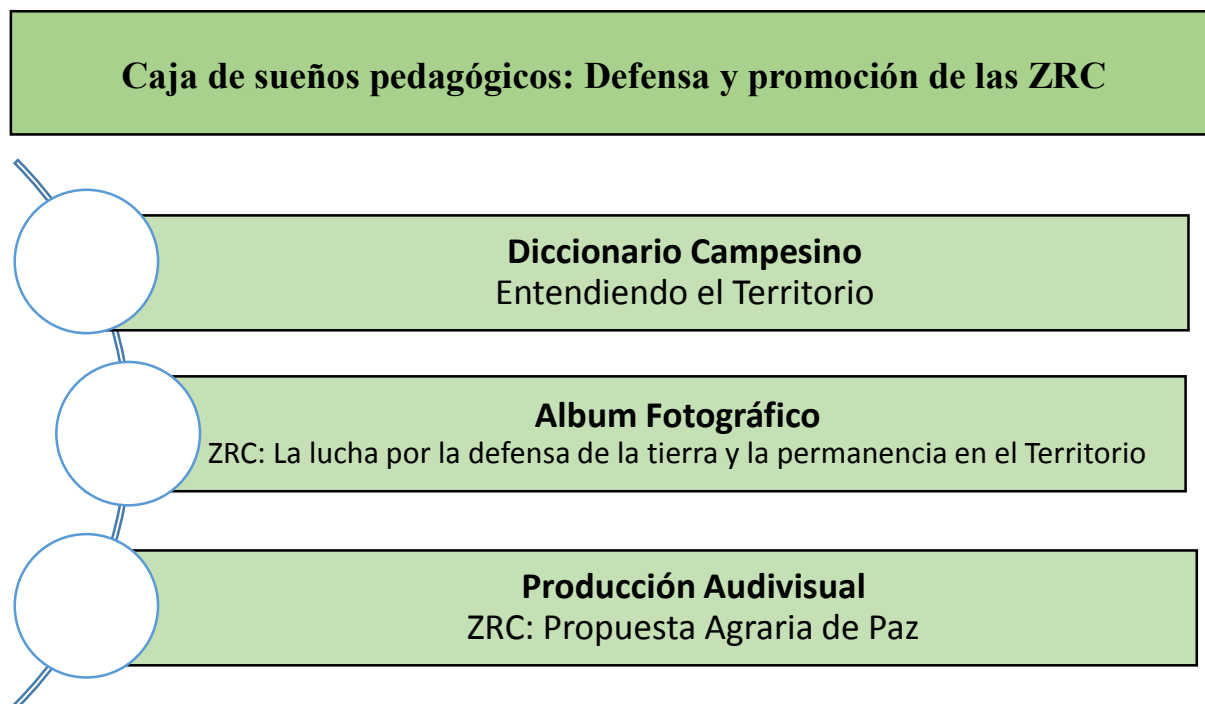 Caja de sueños pedagógicos: Defensa y promoción de las ZRC
Diccionario Campesino
Entendiendo el Territorio
Album Fotográfico
ZRC: La lucha por la defensa de la tierra y la permanencia en el Territorio
Producción Audivisual
ZRC: Propuesta Agraria de Paz